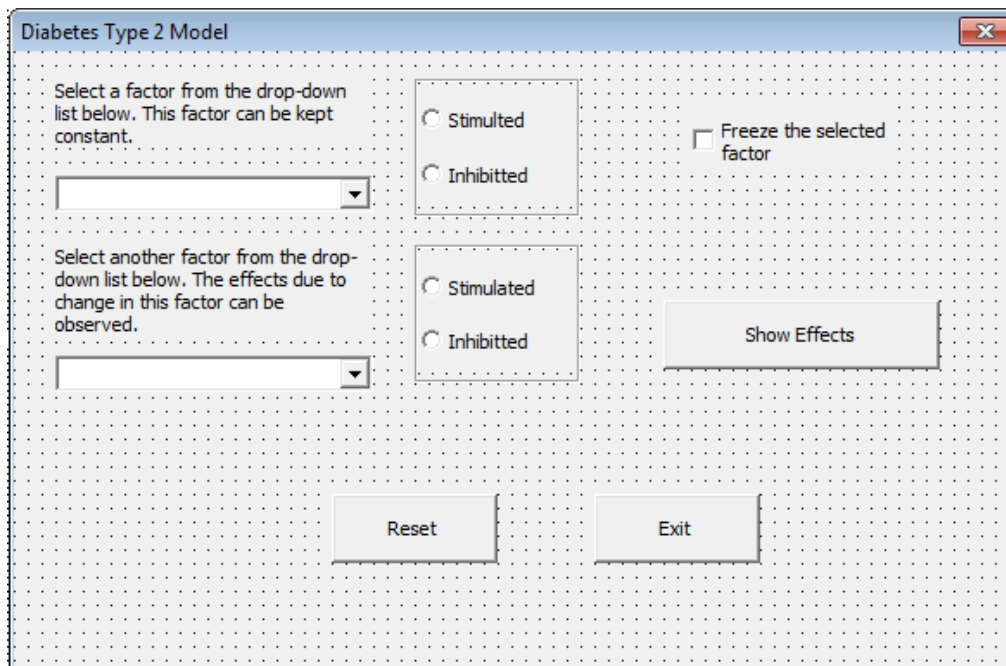 Diabetes Type 2 Model
Select a factor from the drop-down
list below. This factor can be kept
constant.
Stimulted
Inhibitted
Freeze the selected
factor
Select another factor from the drop-
down list below. The effects due to
change in this factor can be
observed.
Stimulated
Inhibitted
Show Effects
Reset
Exit